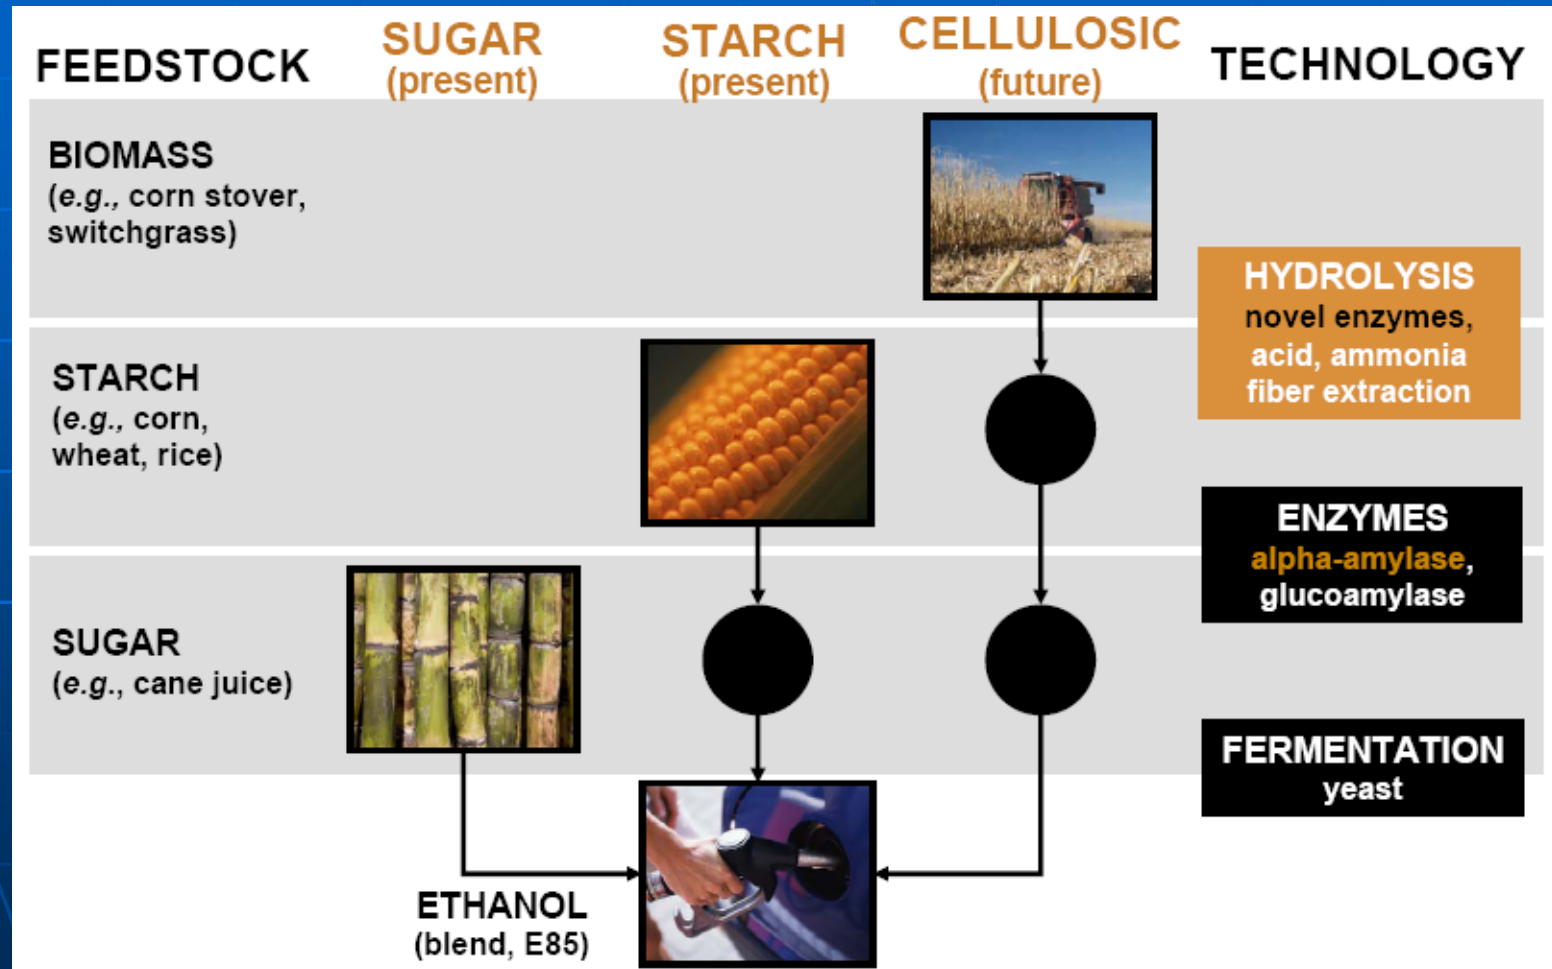 FEEDSTOCK
SUGAR
(present)
STARCH
(present)
CELLULOSIC
(future)
TECHNOLOGY
BIOMASS
(e.g., corn stover,
switchgrass)
HYDROLYSIS
novel enzymes,
acid, ammonia
fiber extraction
STARCH
(e.g., corn,
wheat, rice)
ENZYMES
alpha-amylase,
glucoamylase
SUGAR
(e.g., cane juice)
FERMENTATION
yeast
ETHANOL
(blend, E85)